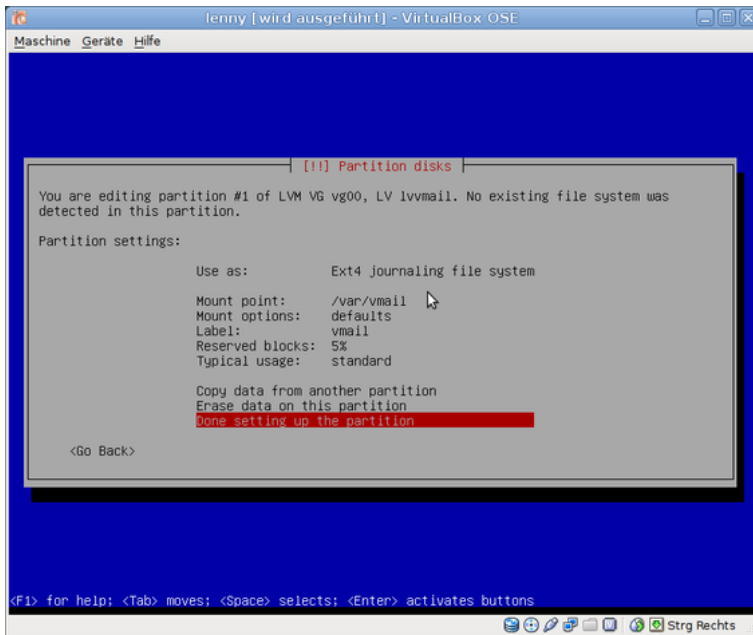 lenny [wird ausgeführt] - VirtualBox OSE
Maschine Geräte Hilfe
[!!] Partition disks
You are editing partition #1 of LVM VG vg00, LV lvvmail. No existing file system was
detected in this partition.
Partition settings:
Use as: Ext4 journaling file system
Mount point: /var/vmail
Mount options: defaults
Label: vmail
Reserved blocks: 5%
Typical usage: standard
Copy data from another partition
Erase data on this partition
Done setting up the partition
<Go Back>
<F1> for help; <Tab> moves; <Space> selects; <Enter> activates buttons
Strg Rechts